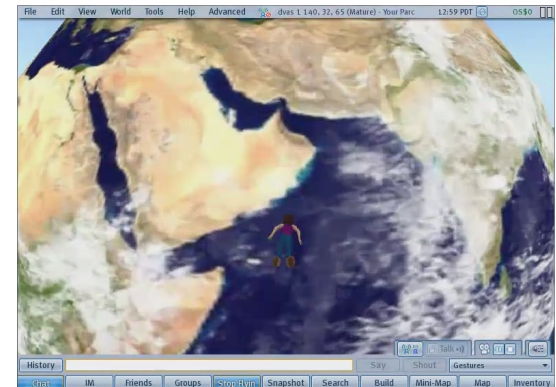 File Edit View World Tools Help Advanced dvas 1 140, 32, 65 (Mature) - Your Parc 12:59 PDT OS$0
Talk
History Say Shout Gestures
Chat IM Friends Groups Stop Flying Snapshot Search Build Mini-Map Map Inventory